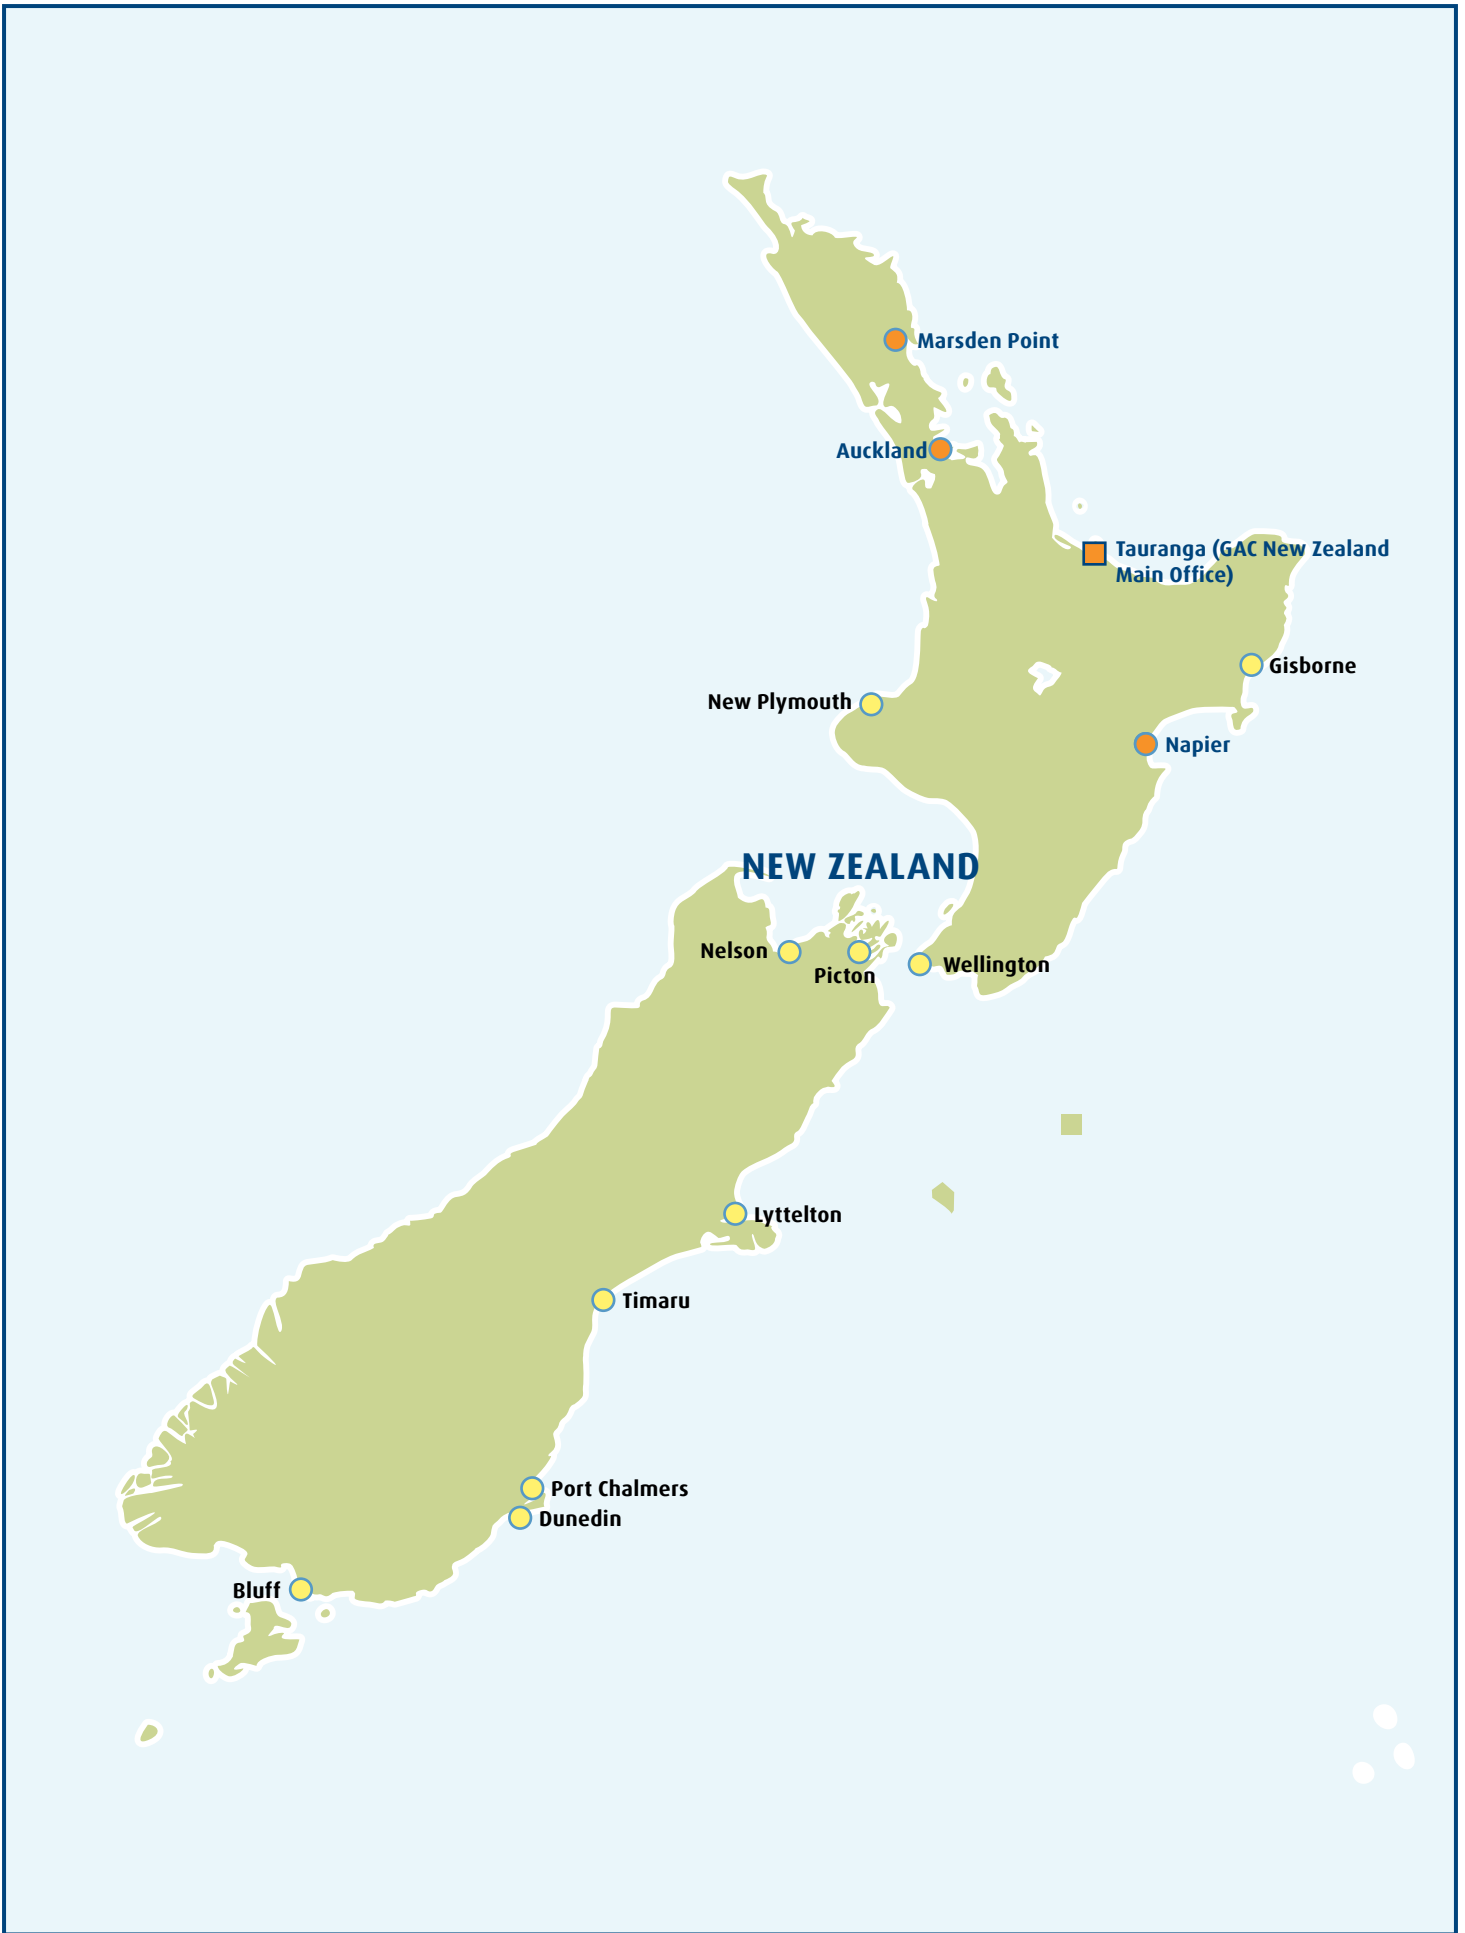 Marsden Point
Auckland
Tauranga (GAC New Zealand
Main Office)
Gisborne
New Plymouth
Napier
NEW ZEALAND
Nelson
Picton
Wellington
Lyttelton
Timaru
Port Chalmers
Dunedin
Bluff